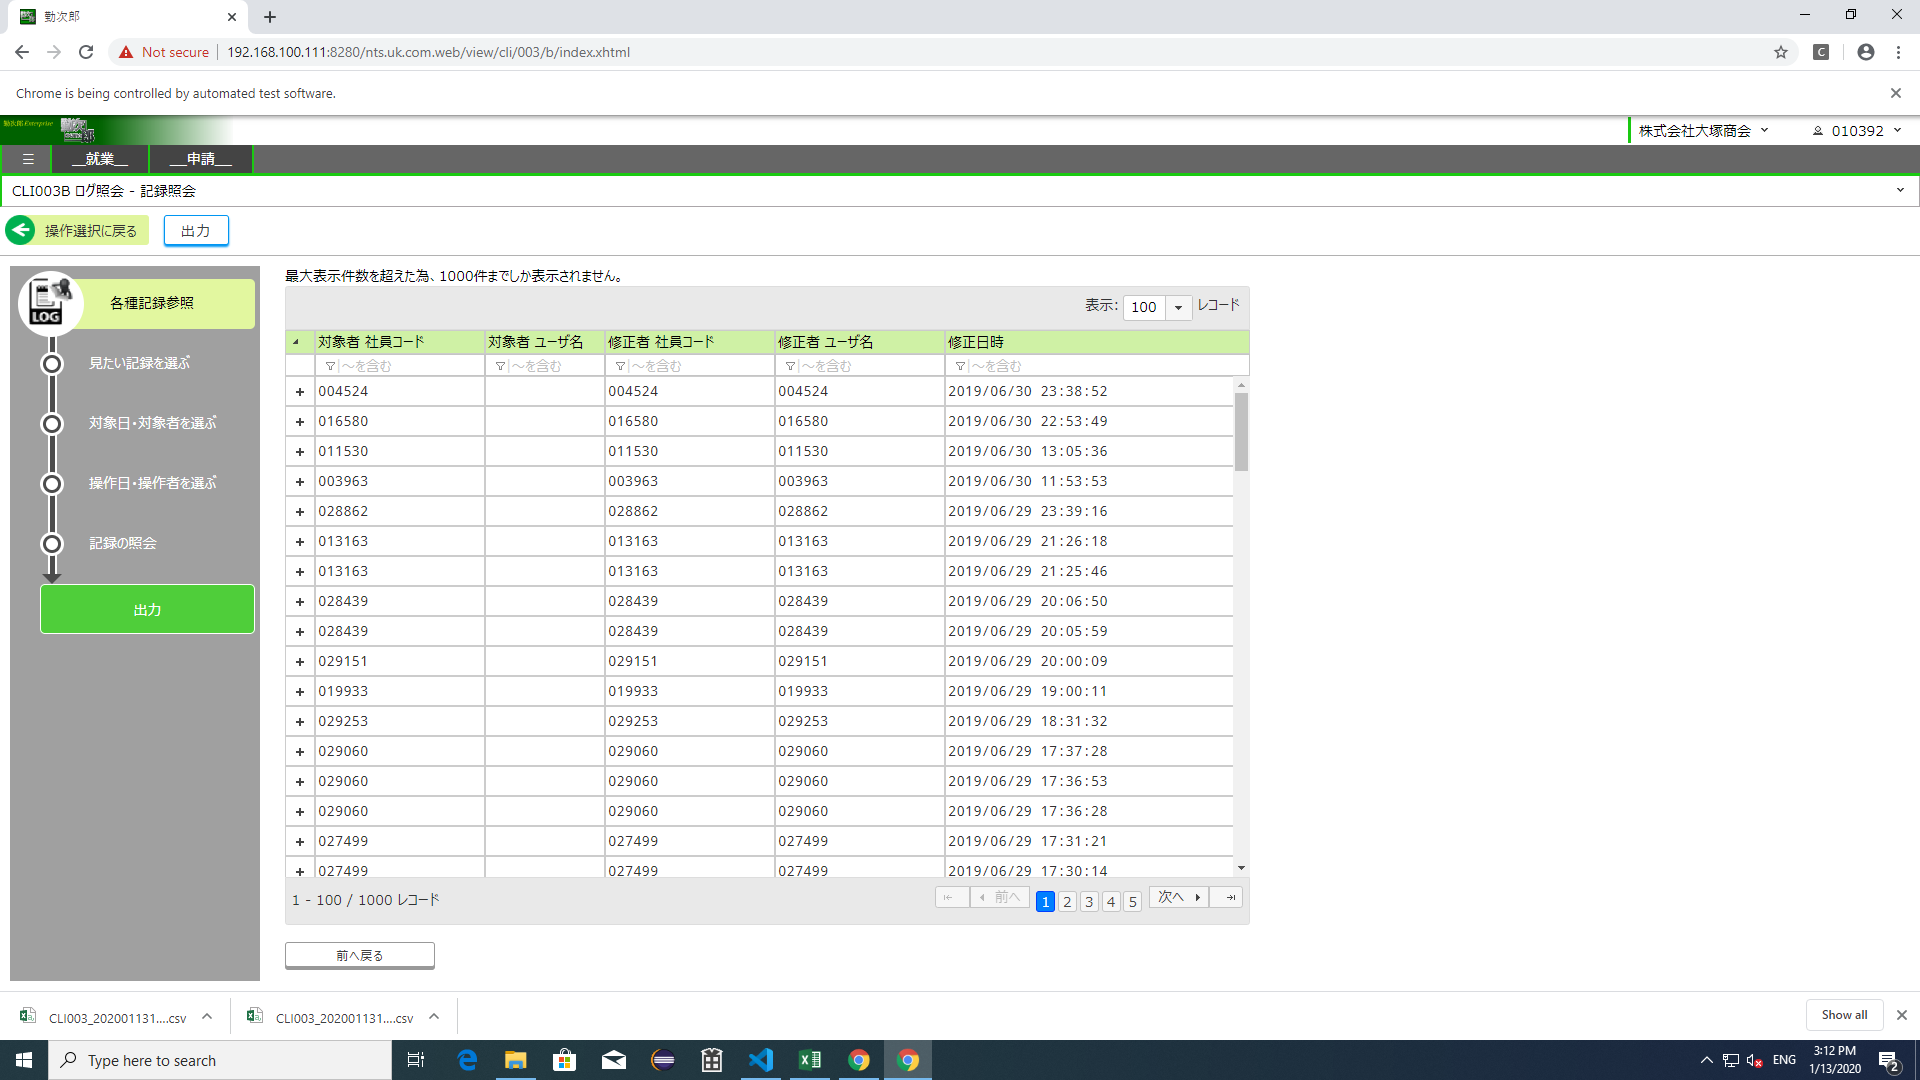 勤次郎
Not secure
192.168.100.111:8280/nts.uk.com.web/view/cli/003/b/index.xhtml
Chrome is being controlled by automated test software.
勤次郎 Enterprise
株式会社大塚商会 010392
__就業__ __申請__
CLI003B ログ照会 - 記録照会
操作選択に戻る 出力
LOG
各種記録参照
見たい記録を選ぶ
対象日・対象者を選ぶ
操作日・操作者を選ぶ
記録の照会
出力
最大表示件数を超えた為、1000件までしか表示されません。
表示: 100 レコード
対象者 社員コード 対象者 ユーザ名 修正者 社員コード 修正者 ユーザ名 修正日時
～を含む ～を含む ～を含む ～を含む ～を含む
+ 004524 004524 004524 2019/06/30 23:38:52
+ 016580 016580 016580 2019/06/30 22:53:49
+ 011530 011530 011530 2019/06/30 13:05:36
+ 003963 003963 003963 2019/06/30 11:53:53
+ 028862 028862 028862 2019/06/29 23:39:16
+ 013163 013163 013163 2019/06/29 21:26:18
+ 013163 013163 013163 2019/06/29 21:25:46
+ 028439 028439 028439 2019/06/29 20:06:50
+ 028439 028439 028439 2019/06/29 20:05:59
+ 029151 029151 029151 2019/06/29 20:00:09
+ 019933 019933 019933 2019/06/29 19:00:11
+ 029253 029253 029253 2019/06/29 18:31:32
+ 029060 029060 029060 2019/06/29 17:37:28
+ 029060 029060 029060 2019/06/29 17:36:53
+ 029060 029060 029060 2019/06/29 17:36:28
+ 027499 027499 027499 2019/06/29 17:31:21
+ 027499 027499 027499 2019/06/29 17:30:14
1 - 100 / 1000 レコード
前へ 1 2 3 4 5 次へ
前へ戻る
CLI003_202001131....csv CLI003_202001131....csv Show all
Type here to search
ENG
3:12 PM
1/13/2020
2